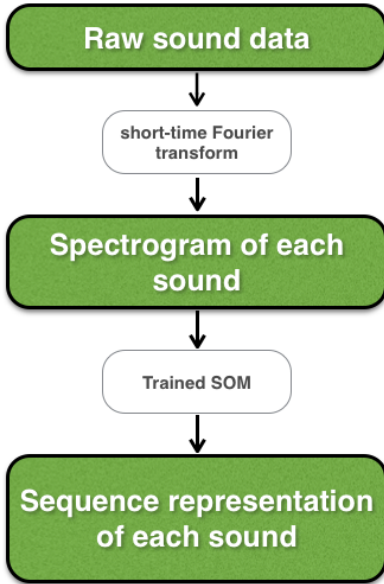 Raw sound data
short-time Fourier
transform
Spectrogram of each
sound
Trained SOM
Sequence representation
of each sound